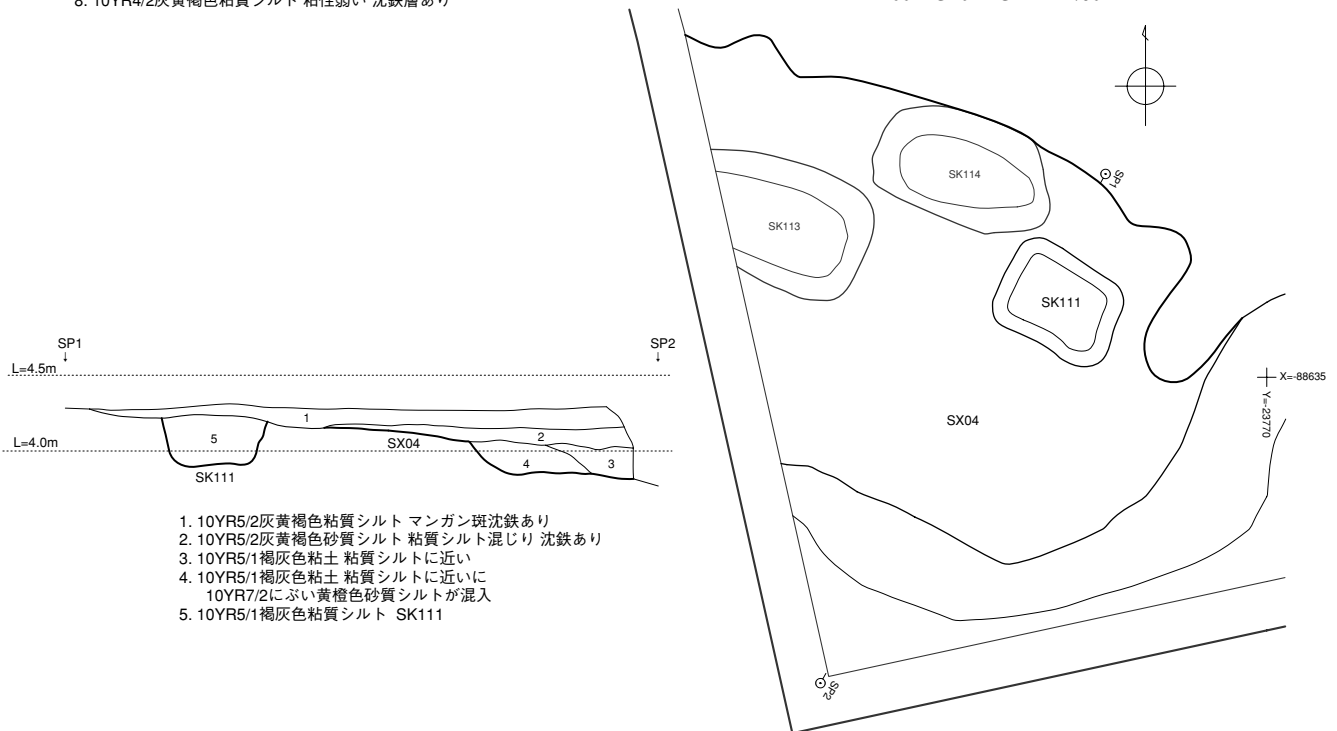 8. 10YR4/2灰黄褐色粘質シルト 粘性弱い 沈鉄層あり
SK114
SP1
SK113
SK111
X=-88635
Y=-23770
SX04
SP2
SP1
SP2
L=4.5m
1
5
2
L=4.0m
SX04
4
3
SK111
1. 10YR5/2灰黄褐色粘質シルト マンガン斑沈鉄あり
2. 10YR5/2灰黄褐色砂質シルト 粘質シルト混じり 沈鉄あり
3. 10YR5/1褐灰色粘土 粘質シルトに近い
4. 10YR5/1褐灰色粘土 粘質シルトに近いに
10YR7/2にぶい黄橙色砂質シルトが混入
5. 10YR5/1褐灰色粘質シルト SK111